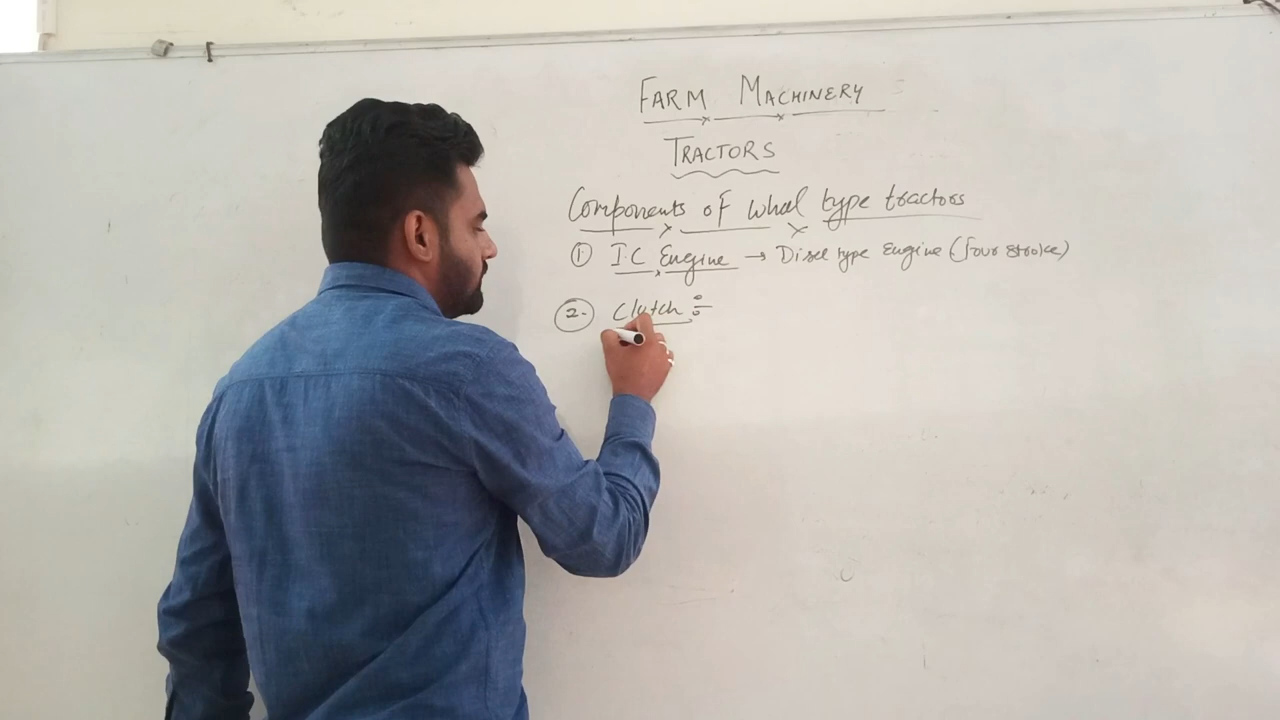 FARM MACHINERY
TRACTORS
Components of wheel type tractors
① I.C Engine → Disel type Engine (four stroke)
②. Clutch ÷